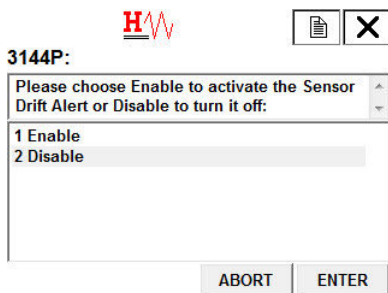 H
3144P:
Please choose Enable to activate the Sensor
Drift Alert or Disable to turn it off:
1 Enable
2 Disable
ABORT ENTER